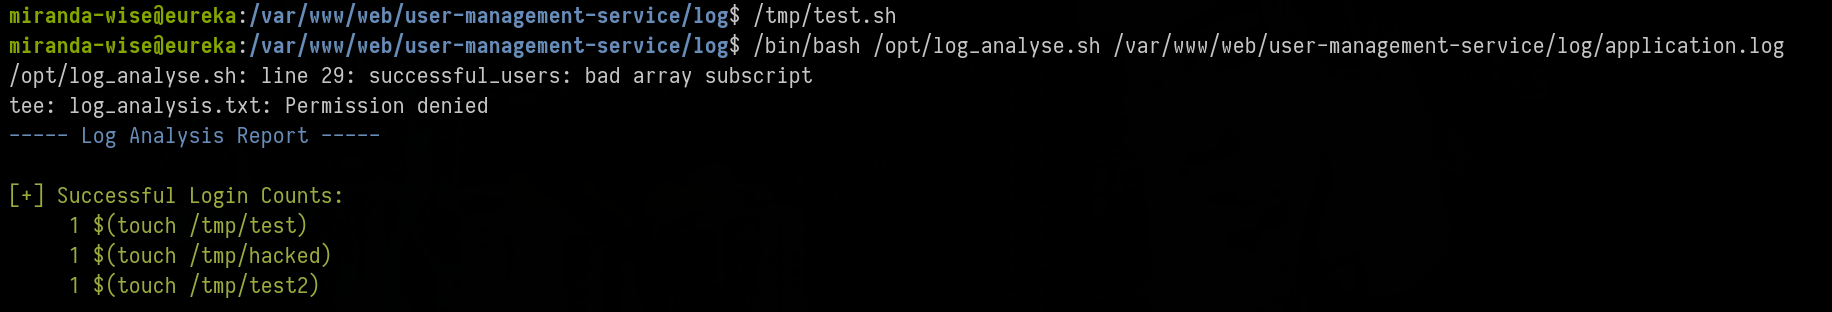 miranda-wise@eureka:/var/www/web/user-management-service/log$ /tmp/test.sh
miranda-wise@eureka:/var/www/web/user-management-service/log$ /bin/bash /opt/log_analyse.sh /var/www/web/user-management-service/log/application.log
/opt/log_analyse.sh: line 29: successful_users: bad array subscript
tee: log_analysis.txt: Permission denied
----- Log Analysis Report -----
[+] Successful Login Counts:
1 $(touch /tmp/test)
1 $(touch /tmp/hacked)
1 $(touch /tmp/test2)